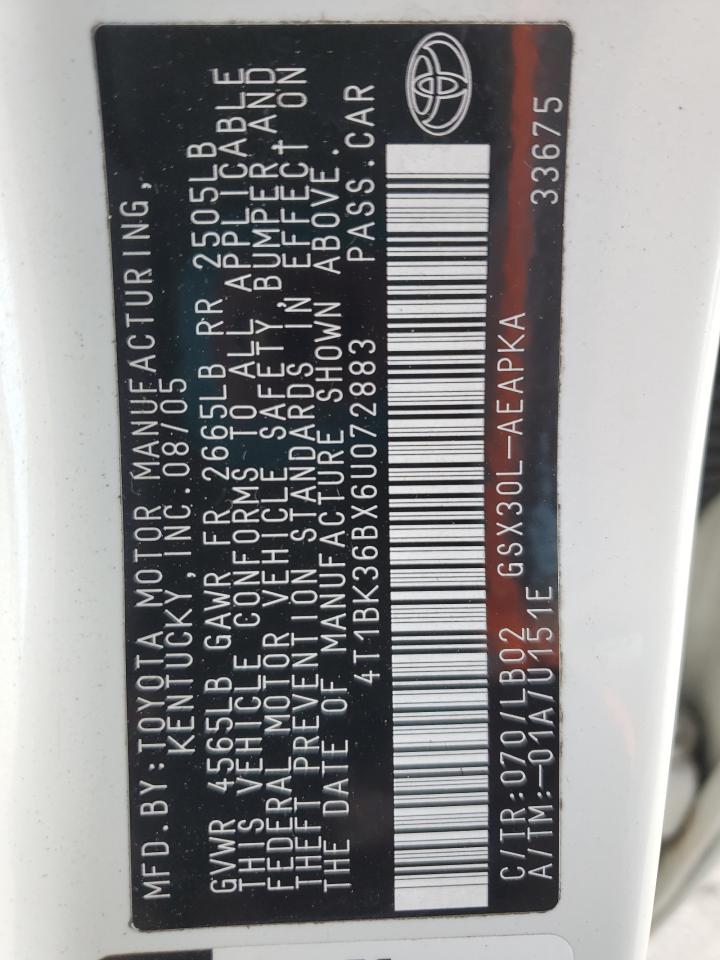 MFD.BY:TOYOTA MOTOR MANUFACTURING,
KENTUCKY, INC.08/05
GVWR 4565LB GAWR FR 2665LB RR 2505LB
THIS VEHICLE CONFORMS TO ALL APPLICABLE
FEDERAL MOTOR VEHICLE SAFETY,BUMPER,AND
THEFT PREVENTION STANDARDS IN EFFECT ON
THE DATE OF MANUFACTURE SHOWN ABOVE.
4T1BK36BX6U072883 PASS.CAR
C/TR:070/LB02 GSX30L-AEAPKA
A/TM:-01A/U151E 33675